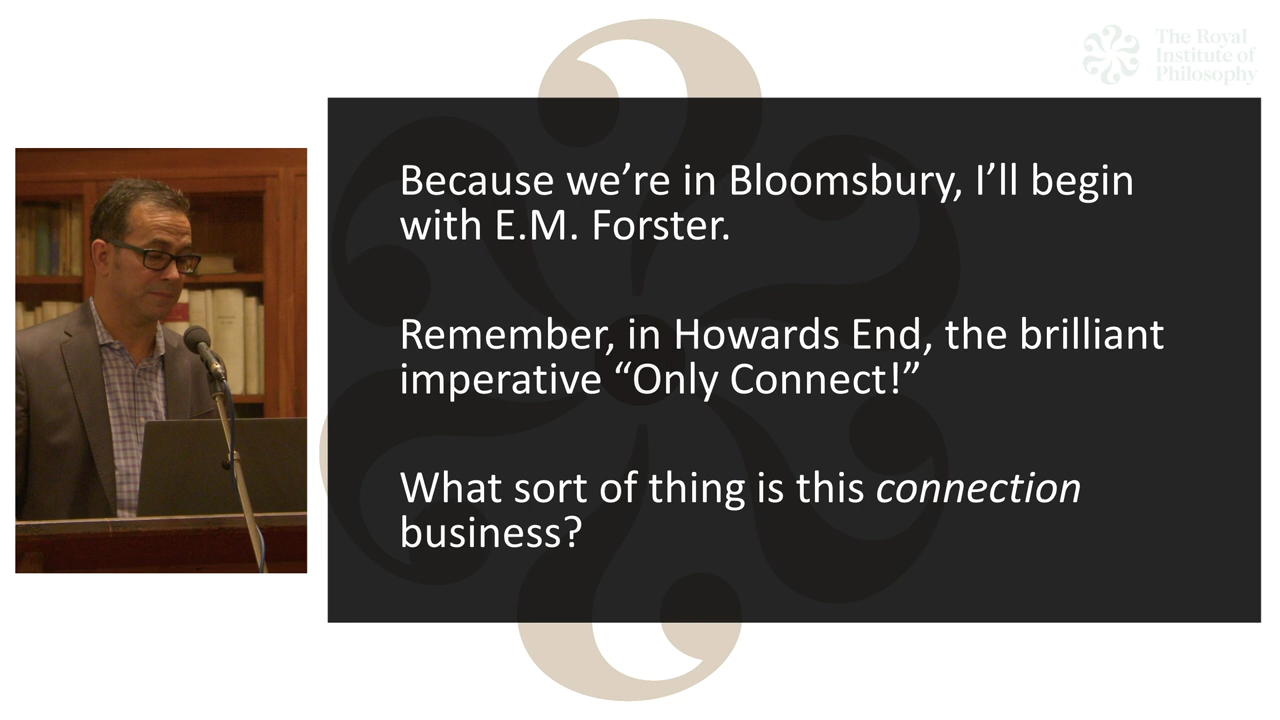 The Royal
Institute of
Philosophy
Because we’re in Bloomsbury, I’ll begin
with E.M. Forster.
Remember, in Howards End, the brilliant
imperative “Only Connect!”
What sort of thing is this connection
business?